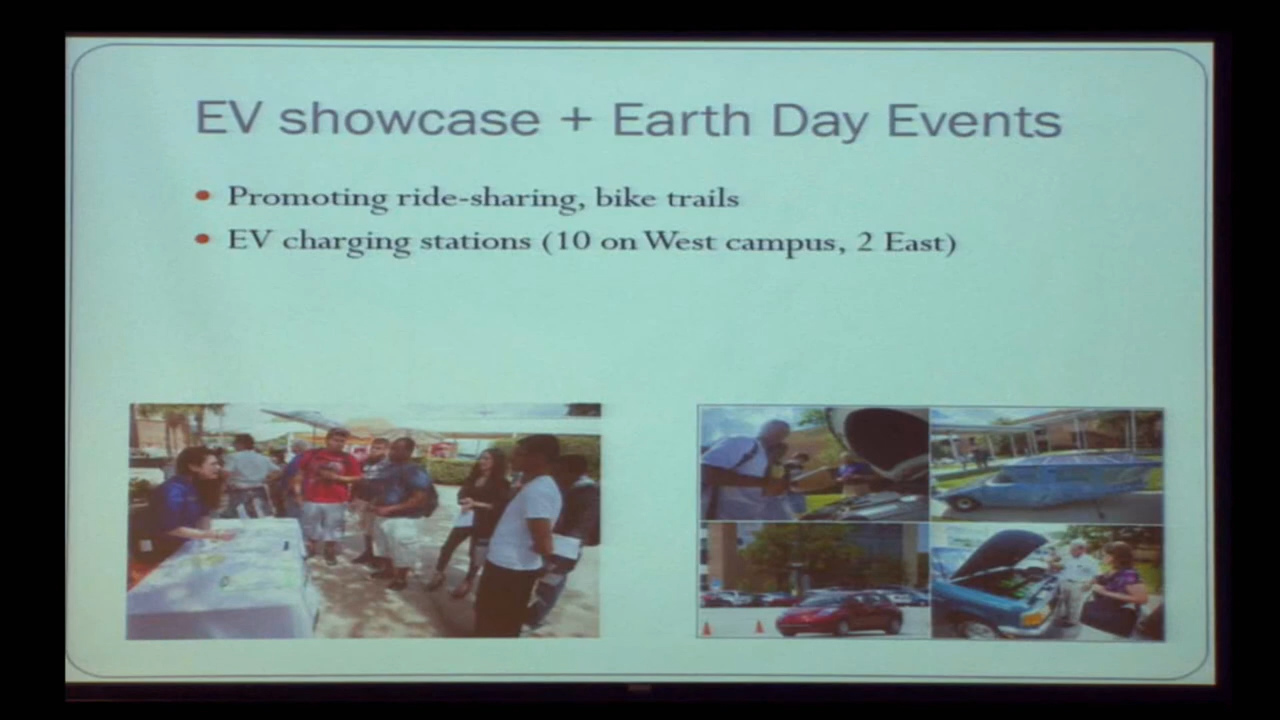 EV showcase + Earth Day Events
Promoting ride-sharing, bike trails
EV charging stations (10 on West campus, 2 East)